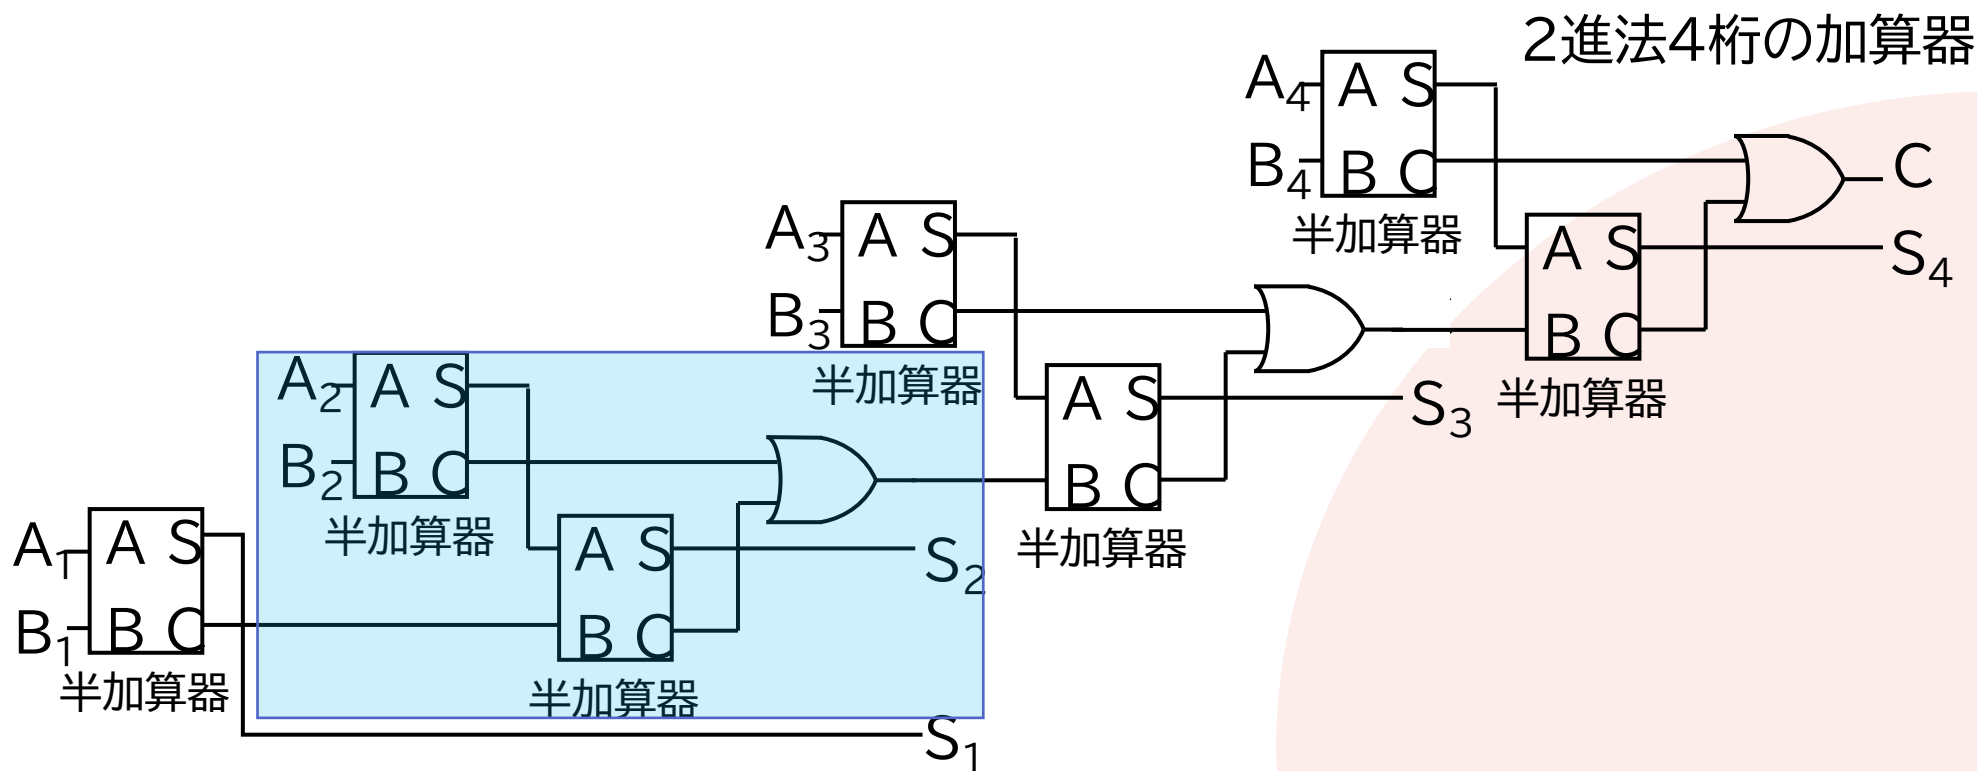 2進法4桁の加算器
A4 A S
B4 B C
半加算器
C
A S
S4
B C
半加算器
A3 A S
B3 B C
半加算器
A S
S3
B C
半加算器
A2 A S
B2 B C
半加算器
A S
S2
B C
半加算器
A1 A S
B1 B C
半加算器
S1